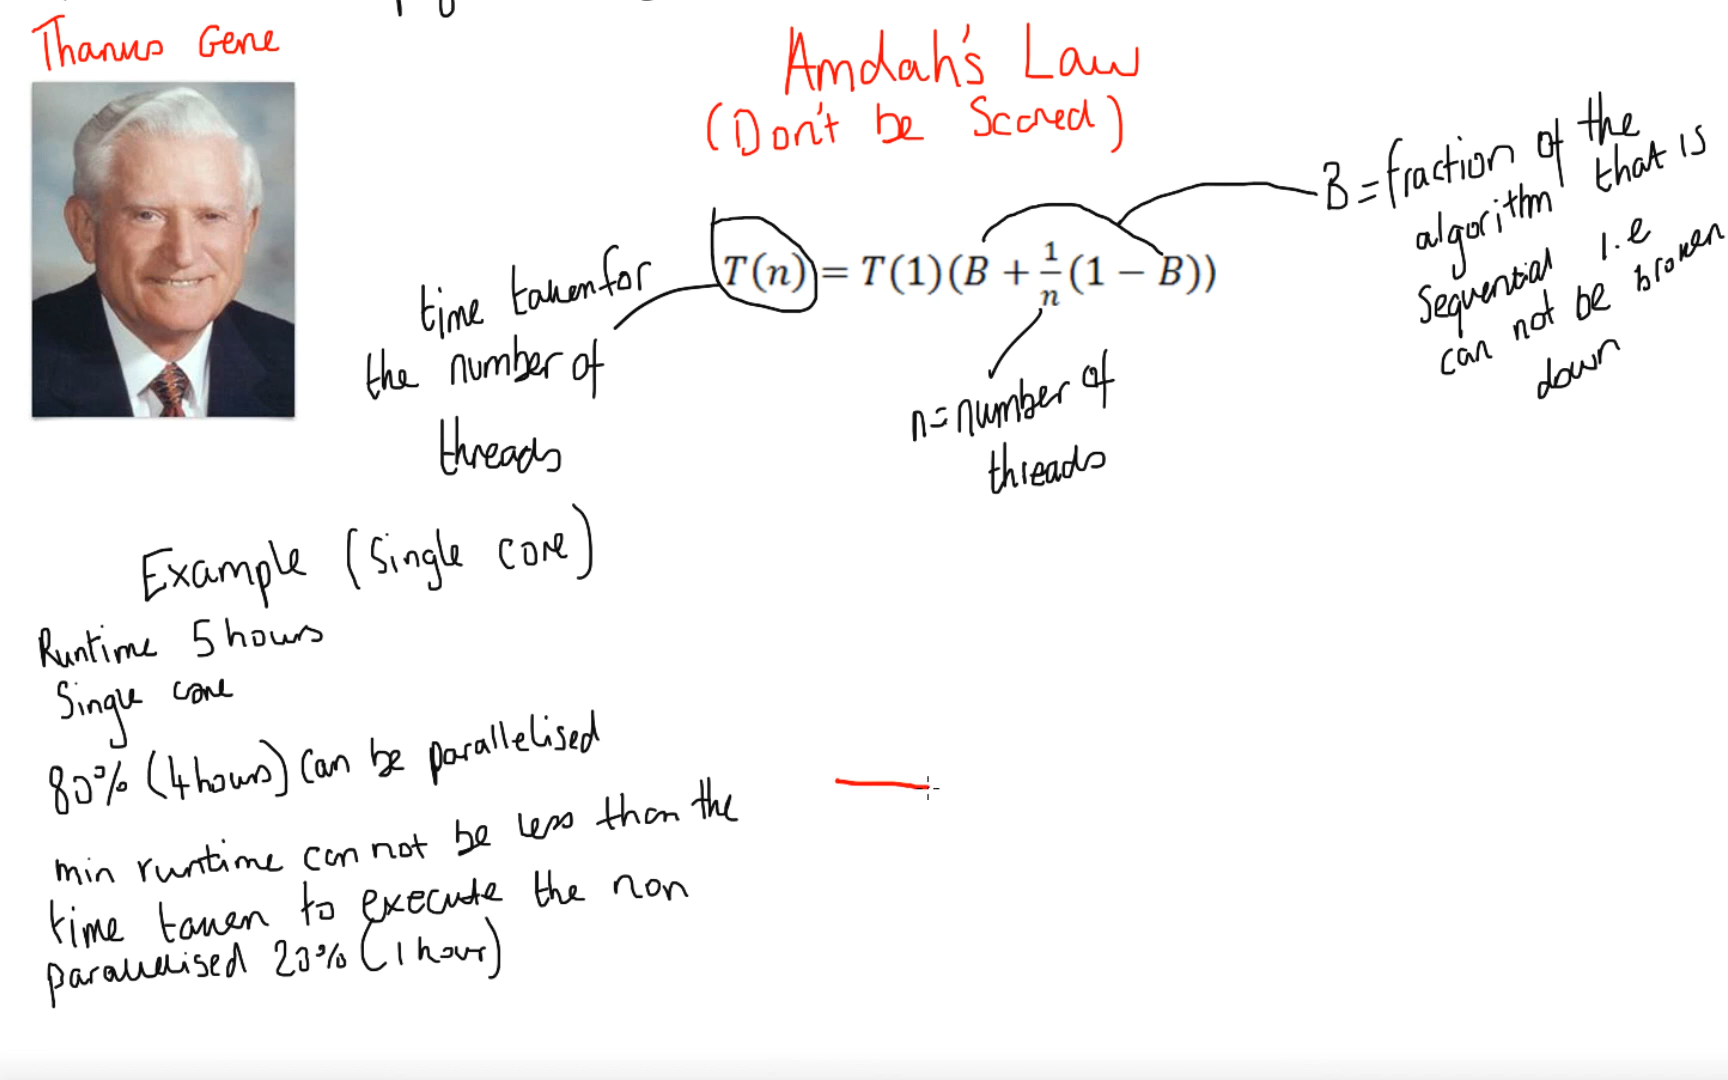 Thanks Gene
Amdah's Law
(Don't be Scared)
B = fraction of the
algorithm that is
Sequential i.e
can not be broken
down
T(n) = T(1)(B + 1/n (1 − B))
time taken for
the number of
threads
n = number of
threads
Example (Single core)
Runtime 5 hours
Single core
80% (4 hours) can be parallelised
min runtime can not be less than the
time taken to execute the non
parallelised 20% (1 hour)